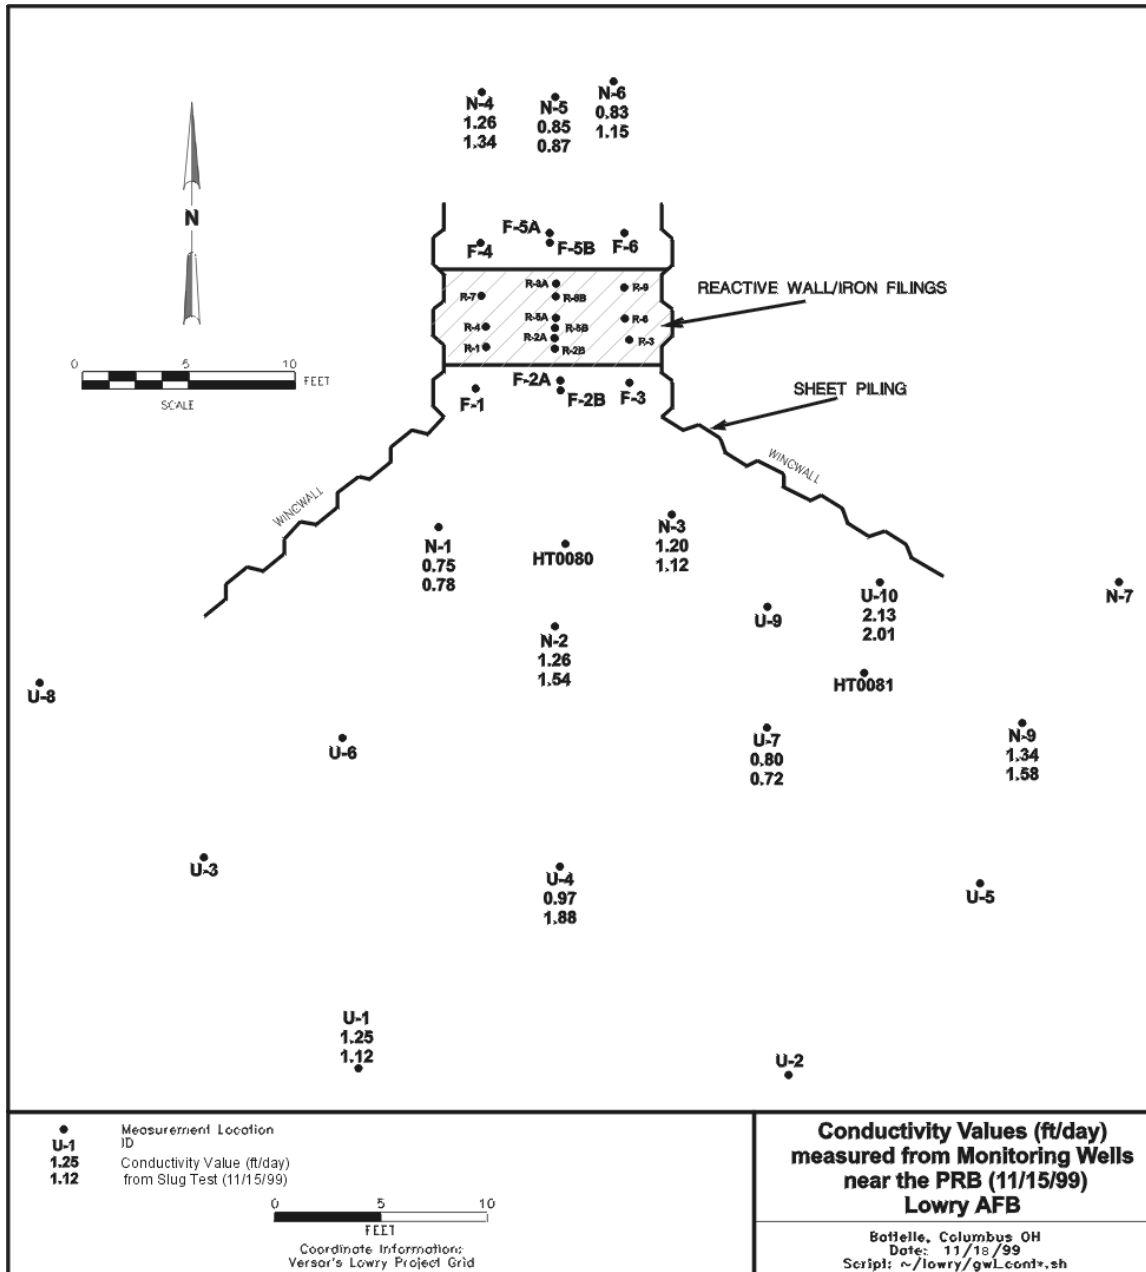 N-4
1.26
1.34
N-5
0.85
0.87
N-6
0.83
1.15
N
0
5
10
FEET
SCALE
F-5A
F-4
F-5B
F-6
R-8A
R-9
R-7
R-8B
R-5A
R-6
R-4
R-5B
R-2A
R-3
R-1
R-2B
F-2A
F-1
F-2B
F-3
REACTIVE WALL/IRON FILINGS
SHEET PILING
WINGWALL
WINGWALL
N-1
0.75
0.78
HT0080
N-3
1.20
1.12
U-10
2.13
2.01
N-7
U-9
N-2
1.26
1.54
HT0081
U-8
U-6
U-7
0.80
0.72
N-9
1.34
1.58
U-3
U-4
0.97
1.88
U-5
U-1
1.25
1.12
U-2
Measurement Location
U-1 ID
1.25 Conductivity Value (ft/day)
1.12 from Slug Test (11/15/99)
0 5 10
FEET
Coordinate Information:
Versar's Lowry Project Grid
Conductivity Values (ft/day)
measured from Monitoring Wells
near the PRB (11/15/99)
Lowry AFB
Battelle, Columbus OH
Date: 11/18/99
Script: ~/lowry/gwl_cont*.sh